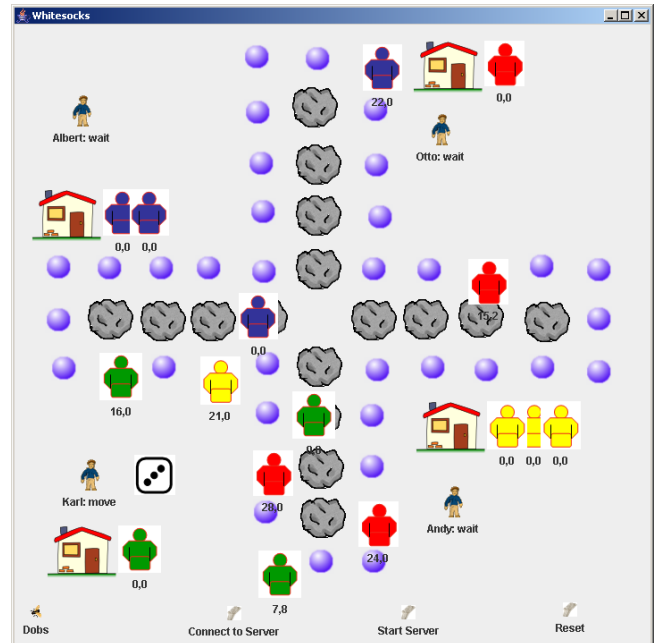 Whitesocks
22,0
0,0
Albert: wait
Otto: wait
0,0 0,0
15,2
0,0
16,0
21,0
0,0
0,0 0,0 0,0
Karl: move
28,0
Andy: wait
24,0
0,0
7,8
Dobs
Connect to Server
Start Server
Reset